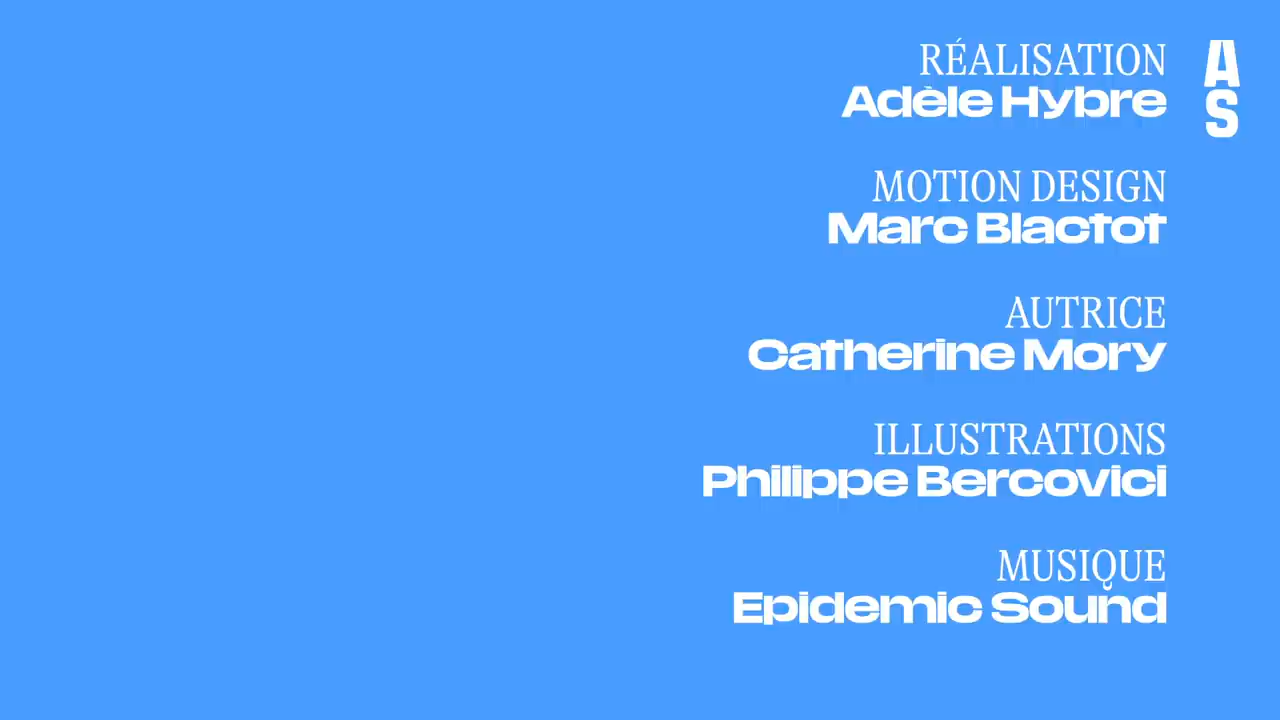 RÉALISATION
Adèle Hybre
MOTION DESIGN
Marc Blactot
AUTRICE
Catherine Mory
ILLUSTRATIONS
Philippe Bercovici
MUSIQUE
Epidemic Sound
A
S